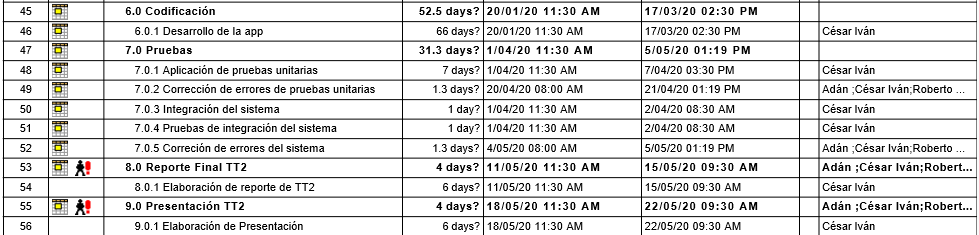 45 6.0 Codificación 52.5 days? 20/01/20 11:30 AM 17/03/20 02:30 PM
46 6.0.1 Desarrollo de la app 66 days? 20/01/20 11:30 AM 17/03/20 02:30 PM César Iván
47 7.0 Pruebas 31.3 days? 1/04/20 11:30 AM 5/05/20 01:19 PM
48 7.0.1 Aplicación de pruebas unitarias 7 days? 1/04/20 11:30 AM 7/04/20 03:30 PM César Iván
49 7.0.2 Corrección de errores de pruebas unitarias 1.3 days? 20/04/20 08:00 AM 21/04/20 01:19 PM Adán ;César Iván;Roberto ...
50 7.0.3 Integración del sistema 1 day? 1/04/20 11:30 AM 2/04/20 08:30 AM César Iván
51 7.0.4 Pruebas de integración del sistema 1 day? 1/04/20 11:30 AM 2/04/20 08:30 AM César Iván
52 7.0.5 Correción de errores del sistema 1.3 days? 4/05/20 08:00 AM 5/05/20 01:19 PM Adán ;César Iván;Roberto ...
53 8.0 Reporte Final TT2 4 days? 11/05/20 11:30 AM 15/05/20 09:30 AM Adán ;César Iván;Robert...
54 8.0.1 Elaboración de reporte de TT2 6 days? 11/05/20 11:30 AM 15/05/20 09:30 AM César Iván
55 9.0 Presentación TT2 4 days? 18/05/20 11:30 AM 22/05/20 09:30 AM Adán ;César Iván;Robert...
56 9.0.1 Elaboración de Presentación 6 days? 18/05/20 11:30 AM 22/05/20 09:30 AM César Iván